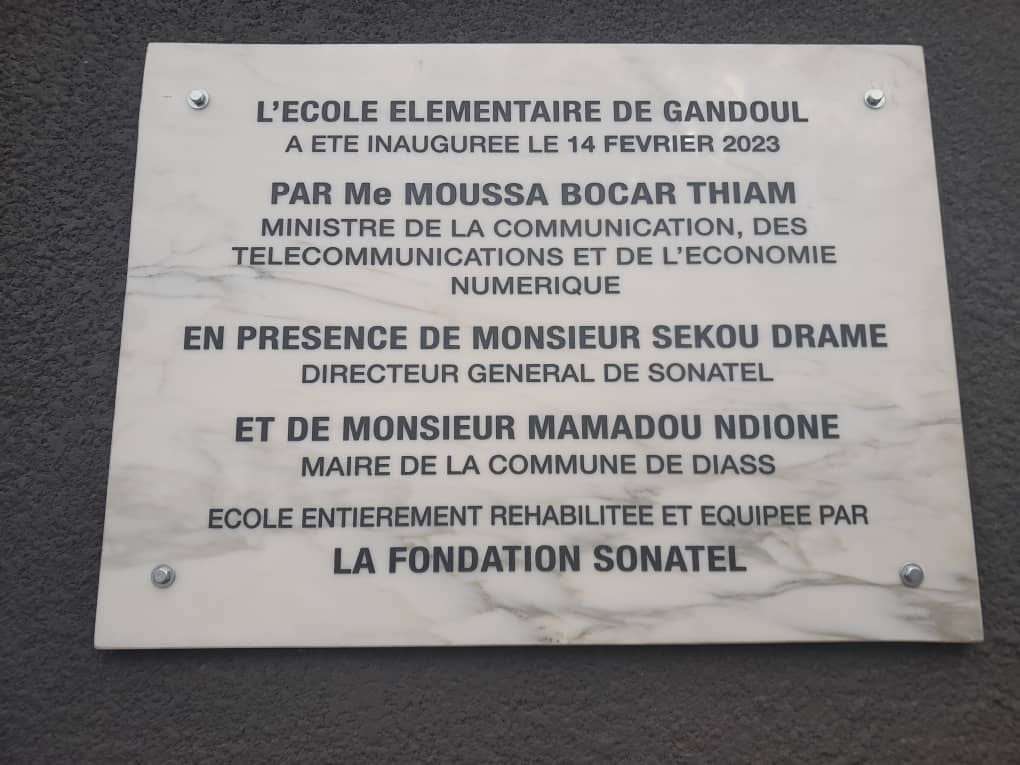 L'ECOLE ELEMENTAIRE DE GANDOUL
A ETE INAUGUREE LE 14 FEVRIER 2023
PAR Me MOUSSA BOCAR THIAM
MINISTRE DE LA COMMUNICATION, DES
TELECOMMUNICATIONS ET DE L'ECONOMIE
NUMERIQUE
EN PRESENCE DE MONSIEUR SEKOU DRAME
DIRECTEUR GENERAL DE SONATEL
ET DE MONSIEUR MAMADOU NDIONE
MAIRE DE LA COMMUNE DE DIASS
ECOLE ENTIEREMENT REHABILITEE ET EQUIPEE PAR
LA FONDATION SONATEL